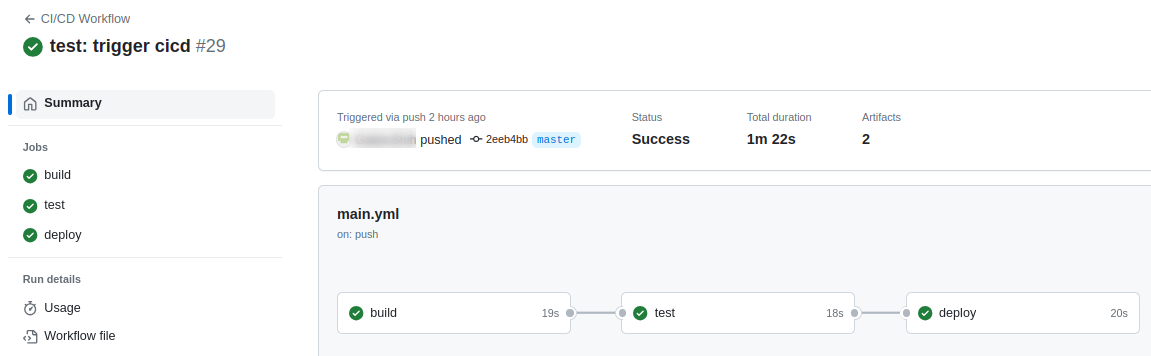 CI/CD Workflow
test: trigger cicd #29
Summary
Jobs
build
test
deploy
Run details
Usage
Workflow file
Triggered via push 2 hours ago
pushed 2eeb4bb master
Status
Success
Total duration
1m 22s
Artifacts
2
main.yml
on: push
build 19s
test 18s
deploy 20s